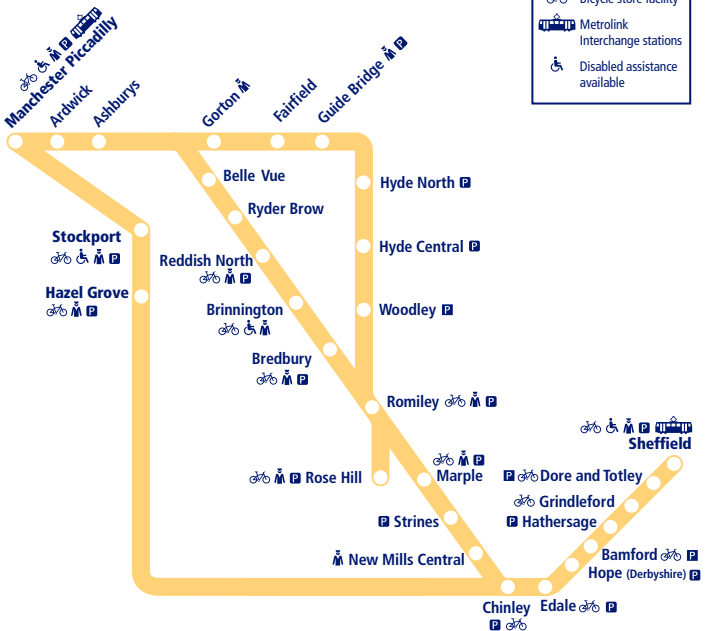 Bicycle store facility
Metrolink
Interchange stations
Disabled assistance
available
Manchester Piccadilly P
Ardwick
Ashburys
Gorton
Fairfield
Guide Bridge P
Belle Vue
Hyde North P
Ryder Brow
Stockport
P
Hyde Central P
Reddish North
P
Hazel Grove
P
Brinnington
Woodley P
Bredbury
P
Romiley P
P
Sheffield
P Rose Hill
P
Marple
P Dore and Totley
Grindleford
P Strines
P Hathersage
New Mills Central
Bamford P
Hope (Derbyshire) P
Chinley
P
Edale P